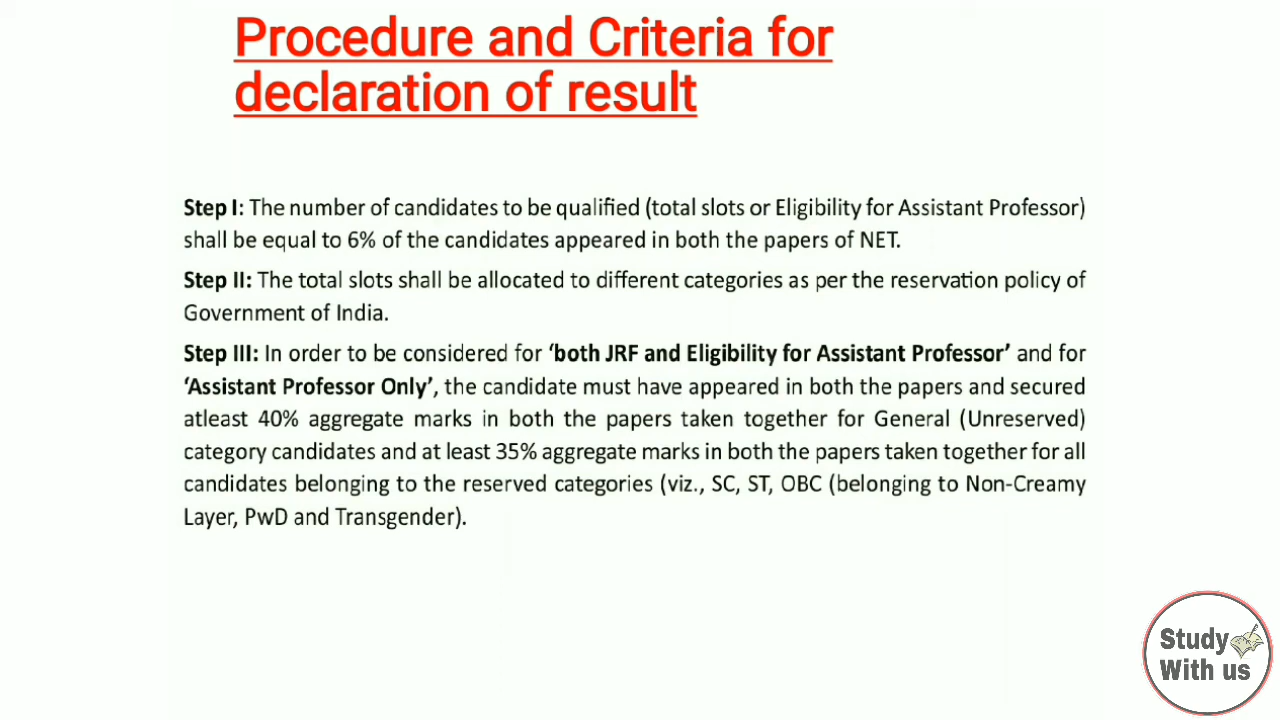 Procedure and Criteria for
declaration of result
Step I: The number of candidates to be qualified (total slots or Eligibility for Assistant Professor)
shall be equal to 6% of the candidates appeared in both the papers of NET.
Step II: The total slots shall be allocated to different categories as per the reservation policy of
Government of India.
Step III: In order to be considered for ‘both JRF and Eligibility for Assistant Professor’ and for
‘Assistant Professor Only’, the candidate must have appeared in both the papers and secured
atleast 40% aggregate marks in both the papers taken together for General (Unreserved)
category candidates and at least 35% aggregate marks in both the papers taken together for all
candidates belonging to the reserved categories (viz., SC, ST, OBC (belonging to Non-Creamy
Layer, PwD and Transgender).
Study
With us